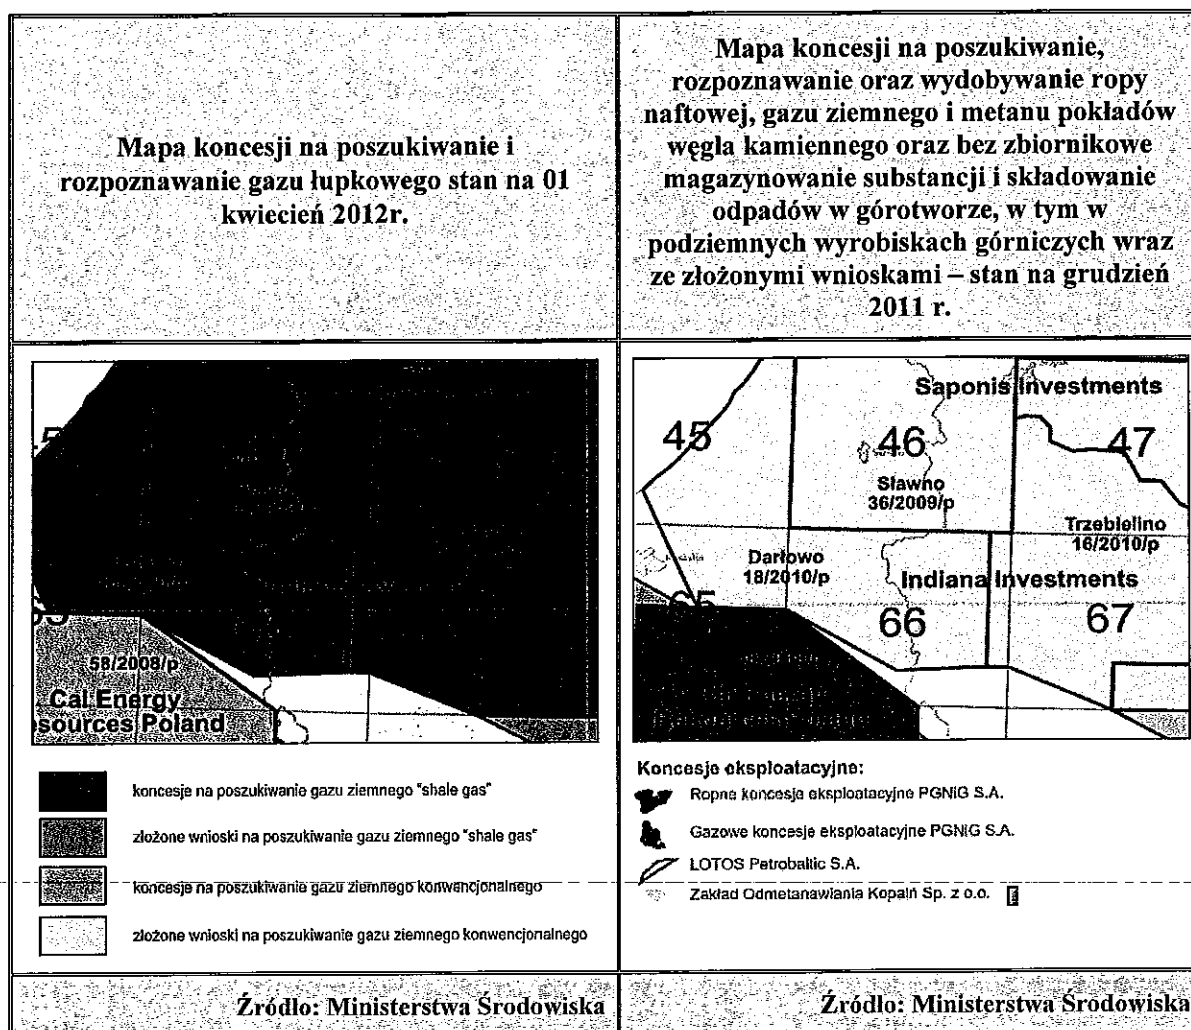 Mapa koncesji na poszukiwanie i
rozpoznawanie gazu łupkowego stan na 01
kwiecień 2012r.
Mapa koncesji na poszukiwanie,
rozpoznawanie oraz wydobywanie ropy
naftowej, gazu ziemnego i metanu pokładów
węgla kamiennego oraz bez zbiornikowe
magazynowanie substancji i składowanie
odpadów w górotworze, w tym w
podziemnych wyrobiskach górniczych wraz
ze złożonymi wnioskami – stan na grudzień
2011 r.
58/2008/p
Cal Energy
sources Poland
koncesje na poszukiwanie gazu ziemnego "shale gas"
złożone wnioski na poszukiwanie gazu ziemnego "shale gas"
koncesje na poszukiwanie gazu ziemnego konwencjonalnego
złożone wnioski na poszukiwanie gazu ziemnego konwencjonalnego
Saponis Investments
45
46
47
Sławno
36/2009/p
Trzebielino
16/2010/p
Darłowo
18/2010/p
Indiana Investments
65
66
67
Koncesje eksploatacyjne:
Ropne koncesje eksploatacyjne PGNiG S.A.
Gazowe koncesje eksploatacyjne PGNiG S.A.
LOTOS Petrobaltic S.A.
Zakład Odmetanawiania Kopalń Sp. z o.o.
Źródło: Ministerstwa Środowiska
Źródło: Ministerstwa Środowiska